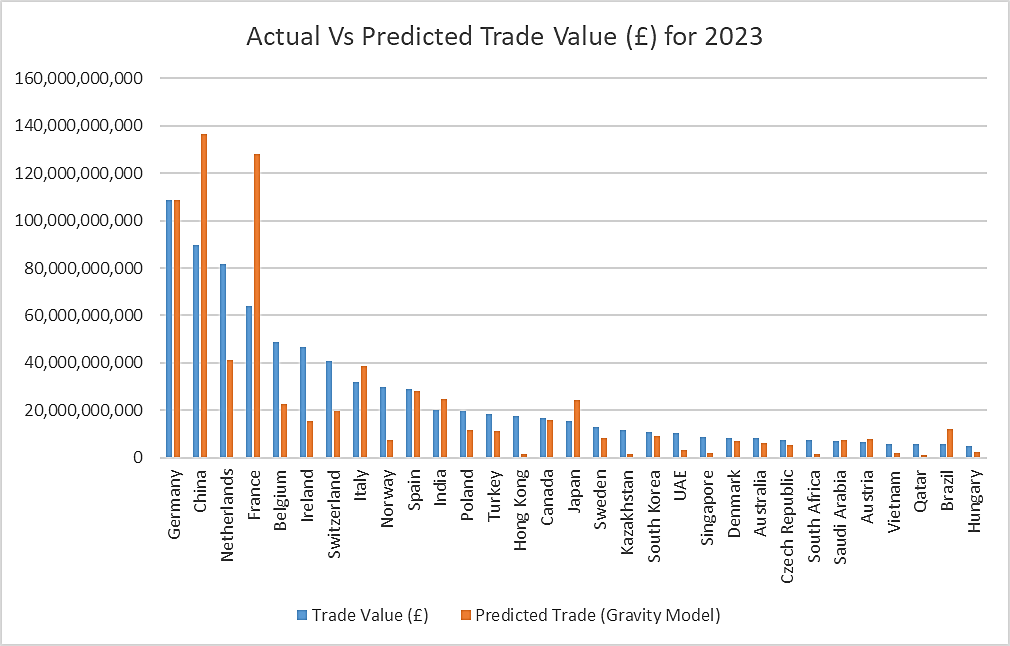 Actual Vs Predicted Trade Value (£) for 2023
160,000,000,000
140,000,000,000
120,000,000,000
100,000,000,000
80,000,000,000
60,000,000,000
40,000,000,000
20,000,000,000
0
Germany
China
Netherlands
France
Belgium
Ireland
Switzerland
Italy
Norway
Spain
India
Poland
Turkey
Hong Kong
Canada
Japan
Sweden
Kazakhstan
South Korea
UAE
Singapore
Denmark
Australia
Czech Republic
South Africa
Saudi Arabia
Austria
Vietnam
Qatar
Brazil
Hungary
Trade Value (£)
Predicted Trade (Gravity Model)